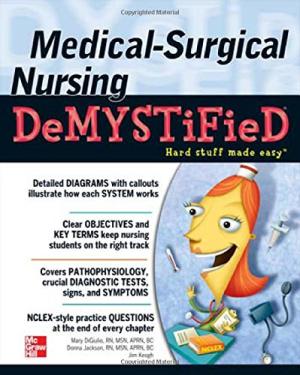 Medical-Surgical
Nursing
DeMYSTiFieD
Hard stuff made easy™
Detailed DIAGRAMS with callouts
illustrate how each SYSTEM works
Clear OBJECTIVES and
KEY TERMS keep nursing
students on the right track
Covers PATHOPHYSIOLOGY,
crucial DIAGNOSTIC TESTS,
signs, and SYMPTOMS
NCLEX-style practice QUESTIONS
at the end of every chapter
Mary DiGiulio, RN, MSN, APRN, BC
Donna Jackson, RN, MSN, APRN, BC
Jim Keogh
Mc
Graw
Hill